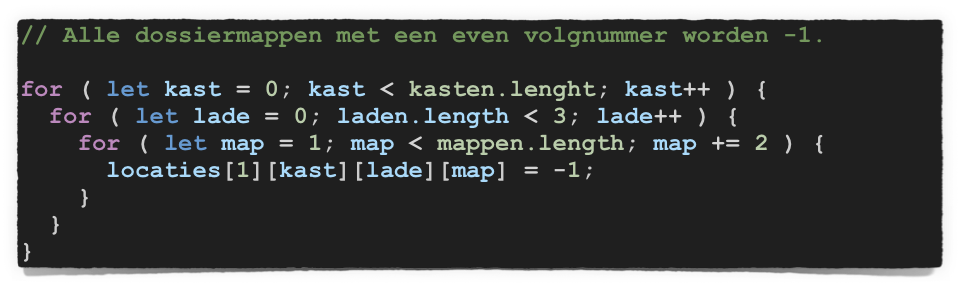 // Alle dossiermappen met een even volgnummer worden -1.
for ( let kast = 0; kast < kasten.lenght; kast++ ) {
for ( let lade = 0; laden.length < 3; lade++ ) {
for ( let map = 1; map < mappen.length; map += 2 ) {
locaties[1][kast][lade][map] = -1;
}
}
}